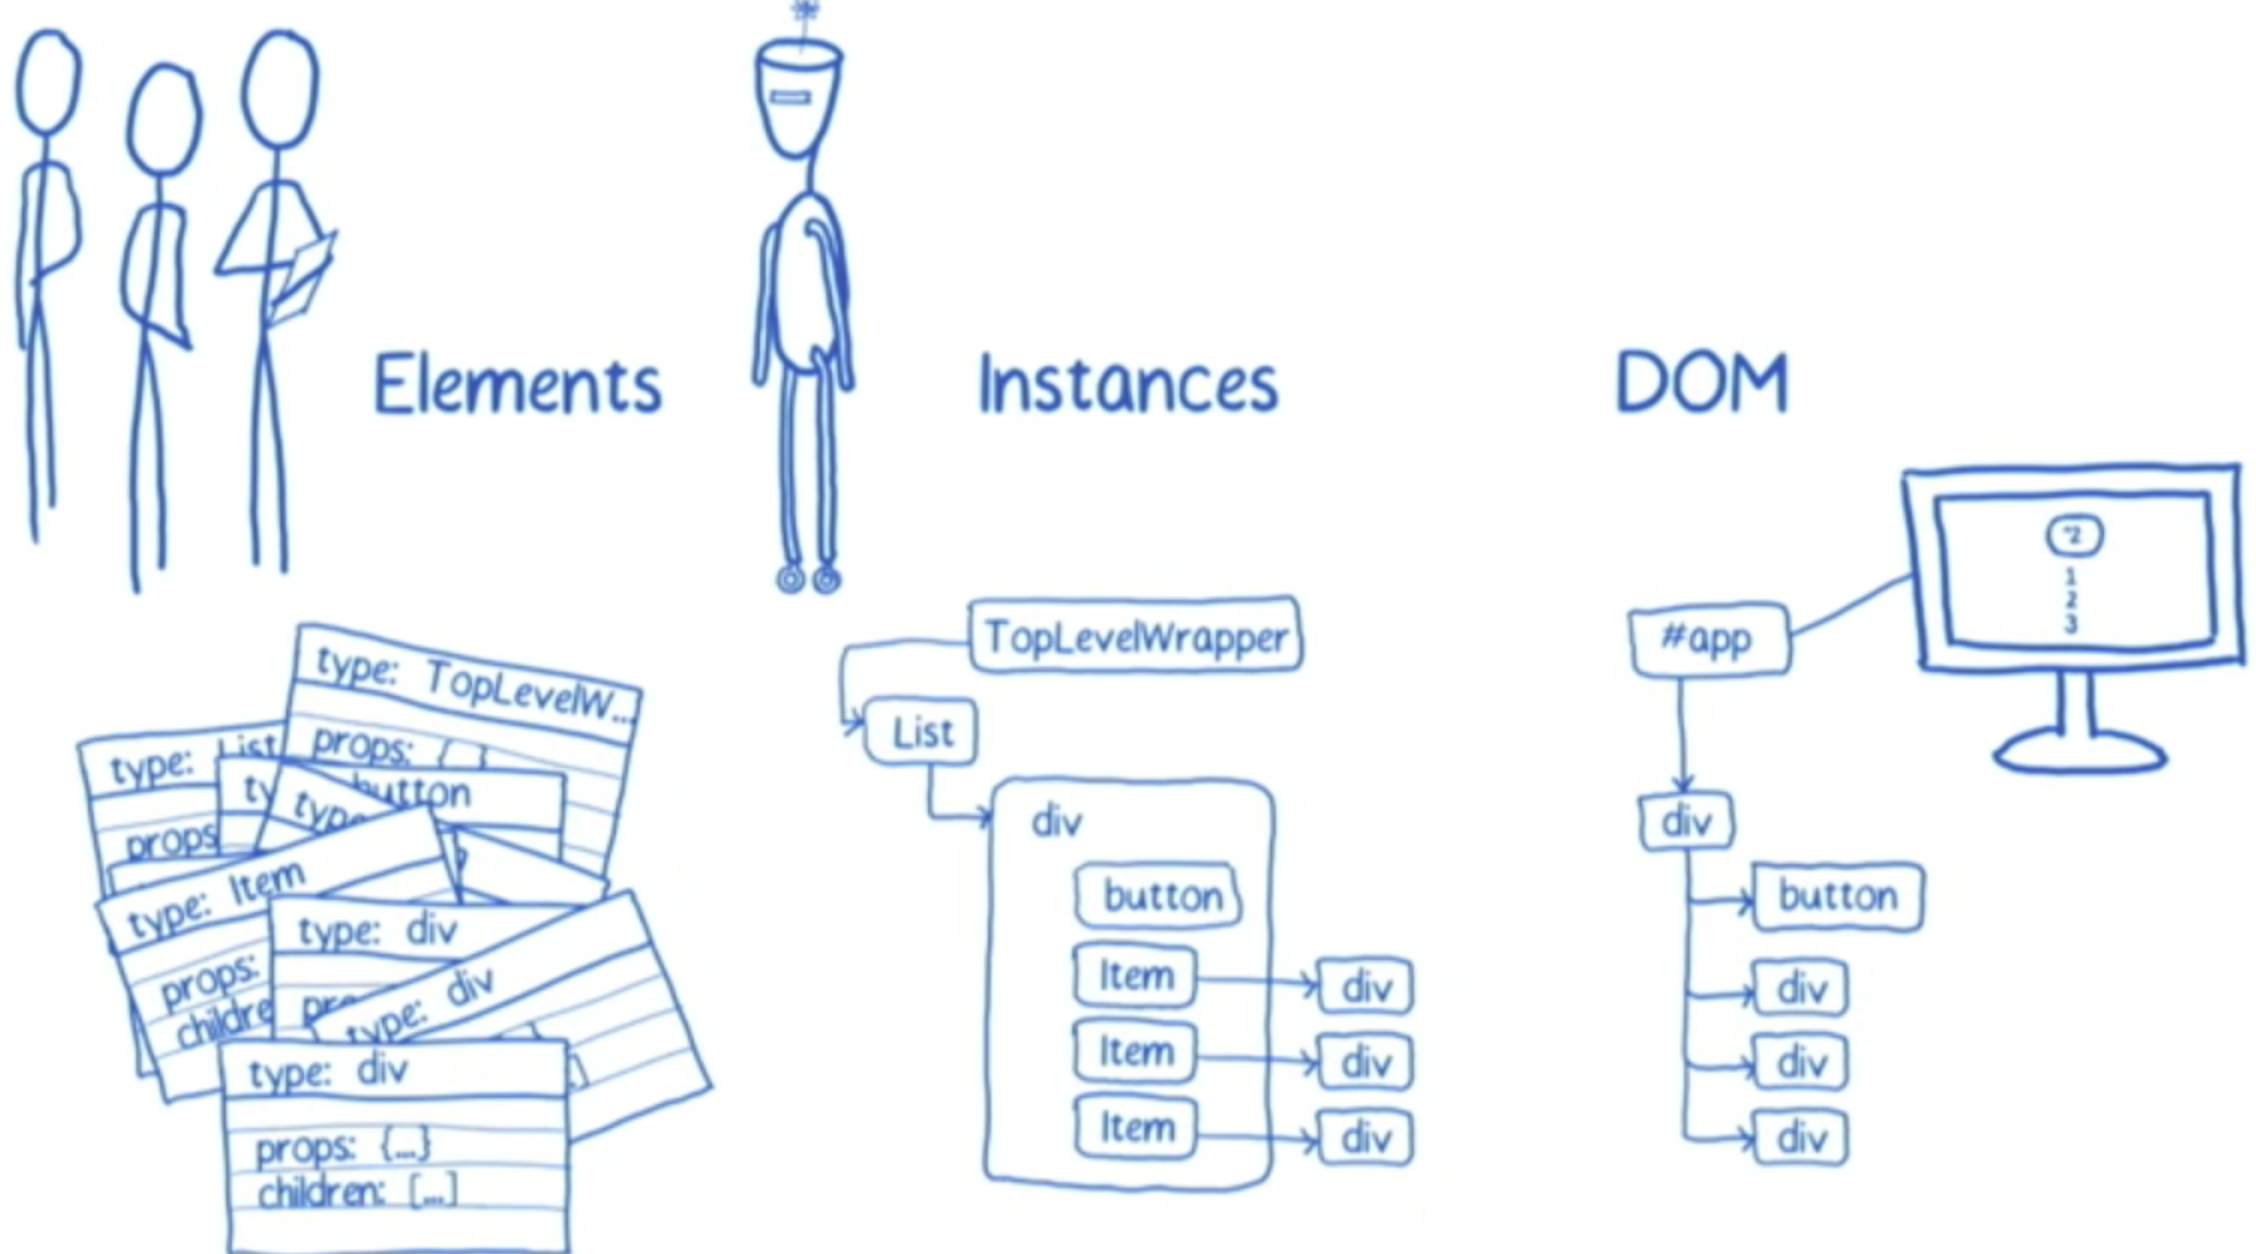 Elements
Instances
DOM
type: TopLevelW...
props: { }
type: List
props
ty button
type
type: Item
props:
childre
type: div
pro
type: div
type: div
props: {...}
children: [...]
TopLevelWrapper
List
div
button
Item
div
Item
div
Item
div
#app
^2
1
2
3
div
button
div
div
div